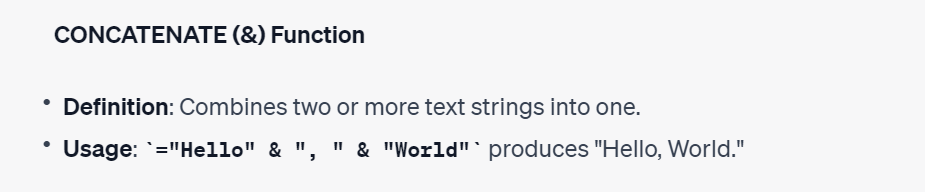 CONCATENATE (&) Function
• Definition: Combines two or more text strings into one.
• Usage: `="Hello" & ", " & "World"` produces "Hello, World."